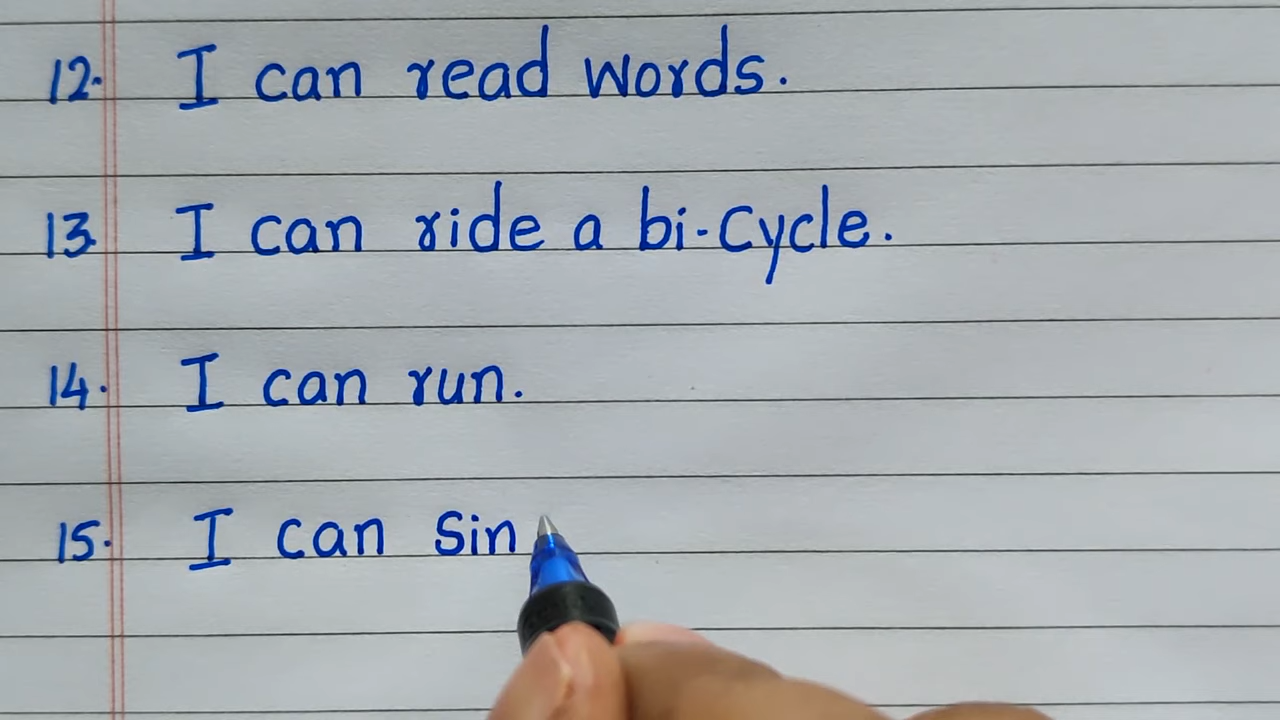 12. I can read words.
13. I can ride a bi-cycle.
14. I can run.
15. I can Sin